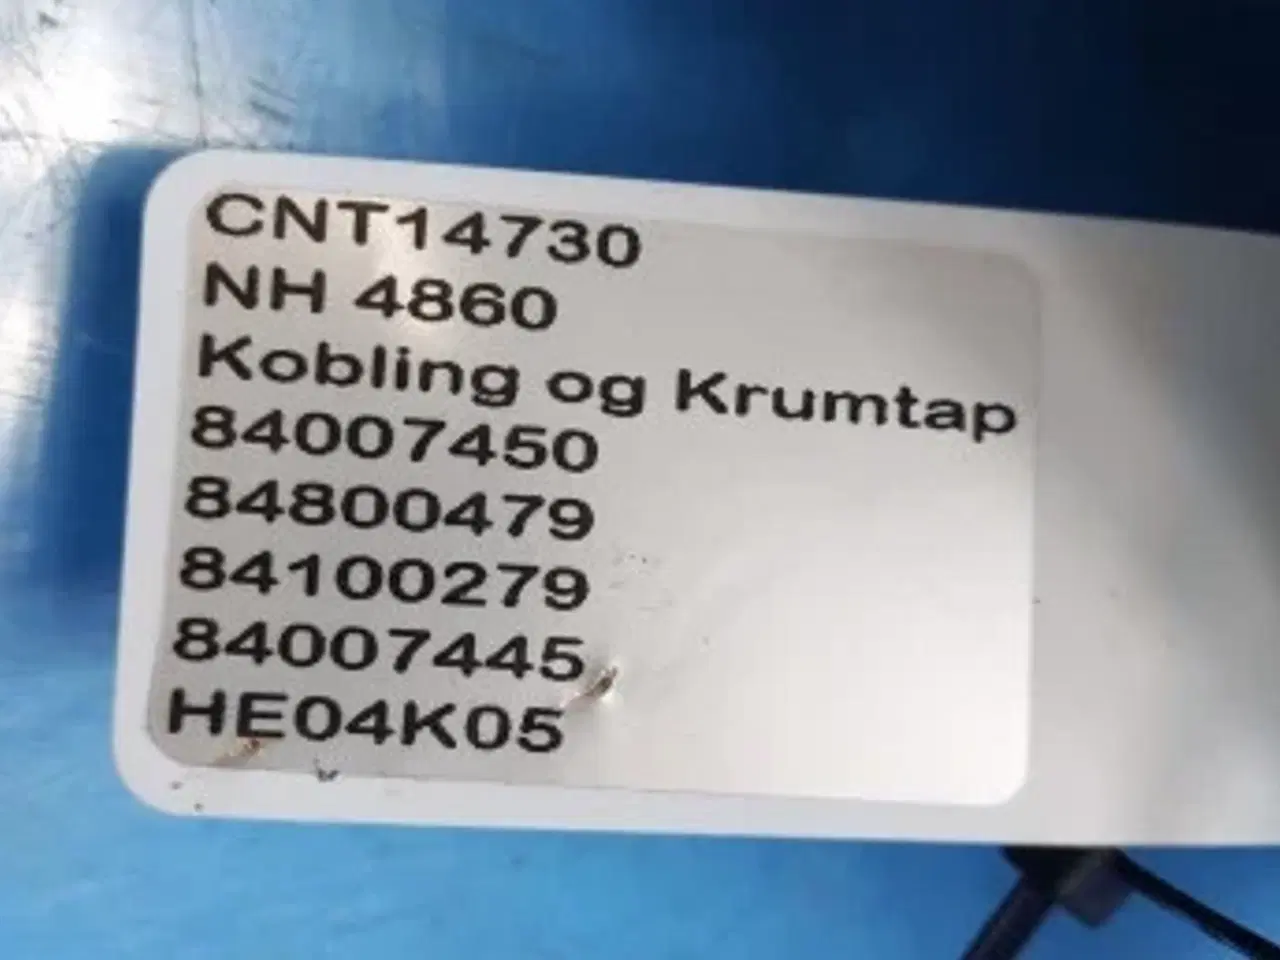 CNT14730
NH 4860
Kobling og Krumtap
84007450
84800479
84100279
84007445
HE04K05